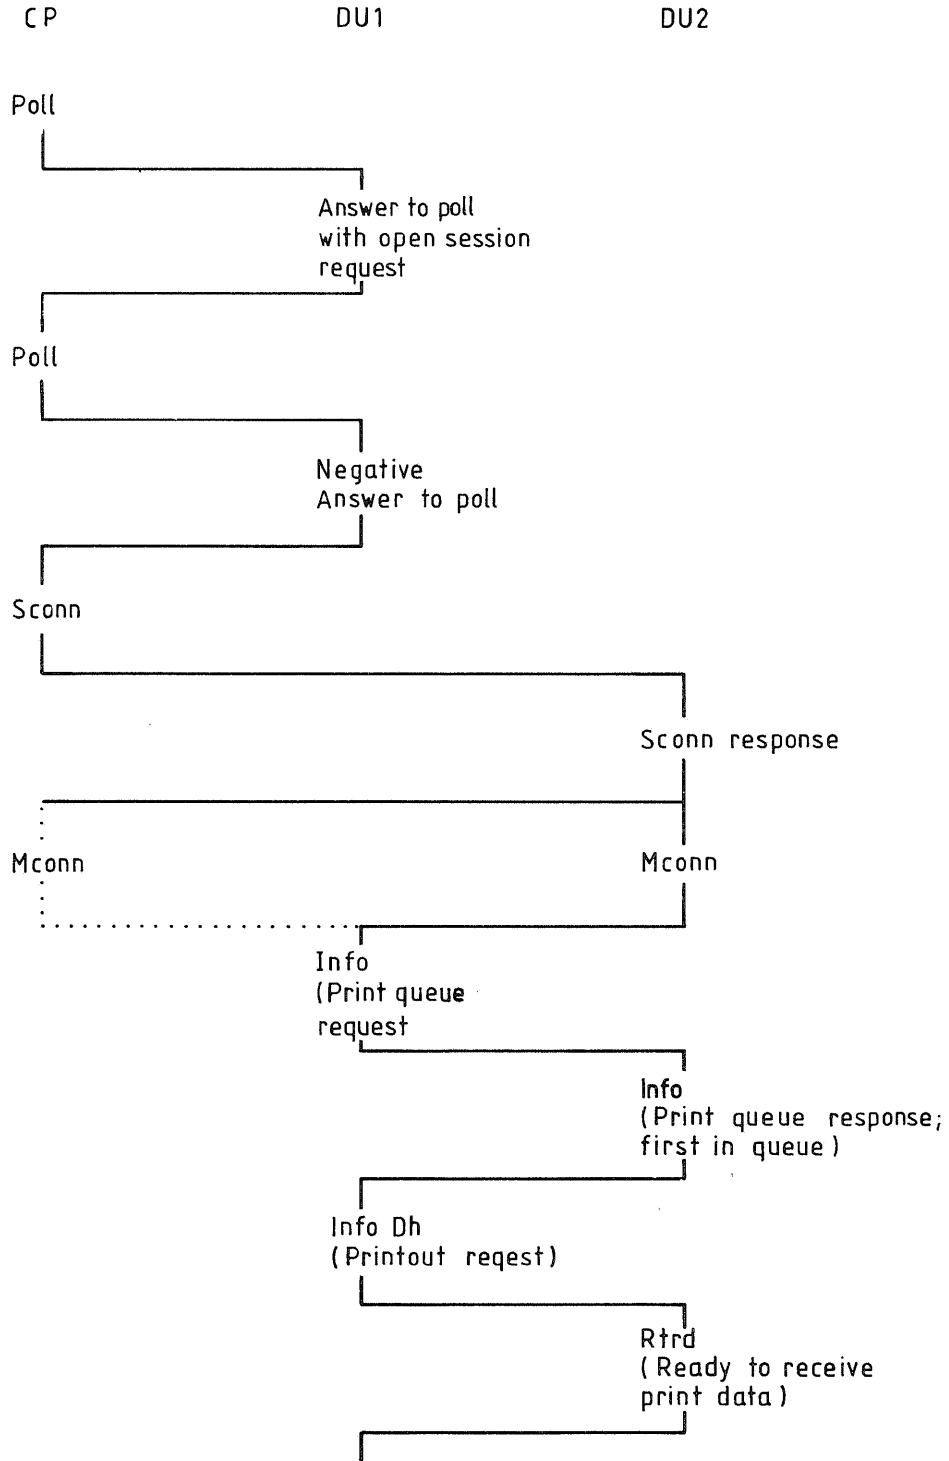 CP DU1 DU2
Poll
Answer to poll
with open session
request
Poll
Negative
Answer to poll
Sconn
Sconn response
Mconn Mconn
Info
(Print queue
request
Info
(Print queue response;
first in queue)
Info Dh
(Printout reqest)
Rtrd
(Ready to receive
print data)